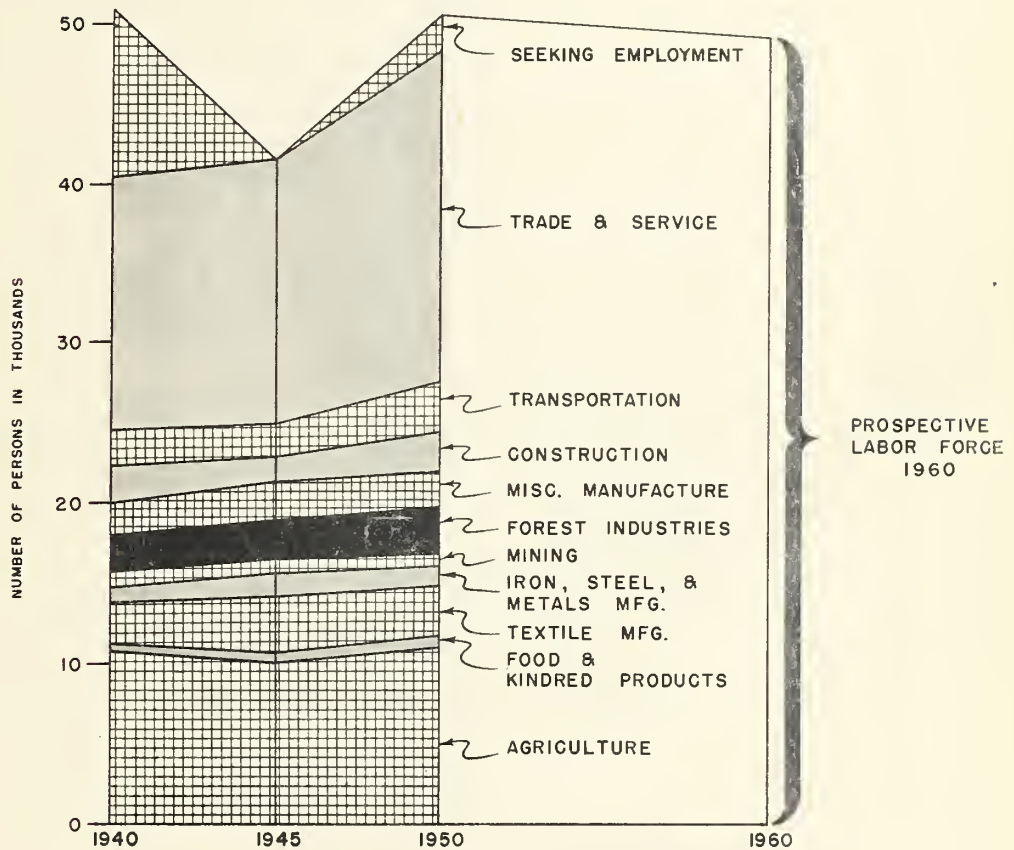 50
SEEKING EMPLOYMENT
40
TRADE & SERVICE
NUMBER OF PERSONS IN THOUSANDS
30
TRANSPORTATION
PROSPECTIVE
LABOR FORCE
1960
CONSTRUCTION
MISC. MANUFACTURE
20
FOREST INDUSTRIES
MINING
IRON, STEEL, &
METALS MFG.
TEXTILE MFG.
10
FOOD &
KINDRED PRODUCTS
AGRICULTURE
0
1940
1945
1950
1960